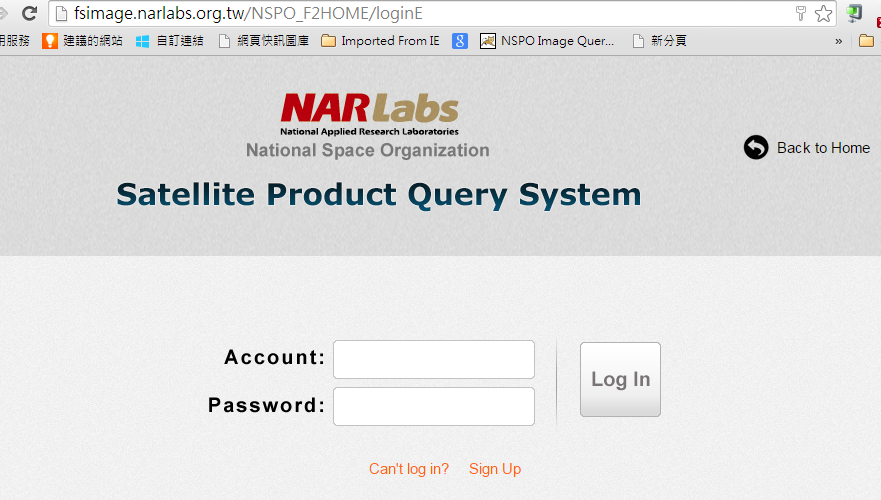 fsimage.narlabs.org.tw/NSPO_F2HOME/loginE
用服務 建議的網站 自訂連結 網頁快訊圖庫 Imported From IE 8 NSPO Image Quer... 新分頁 »
NARLabs
National Applied Research Laboratories
National Space Organization
Back to Home
Satellite Product Query System
Account:
Password:
Log In
Can't log in? Sign Up